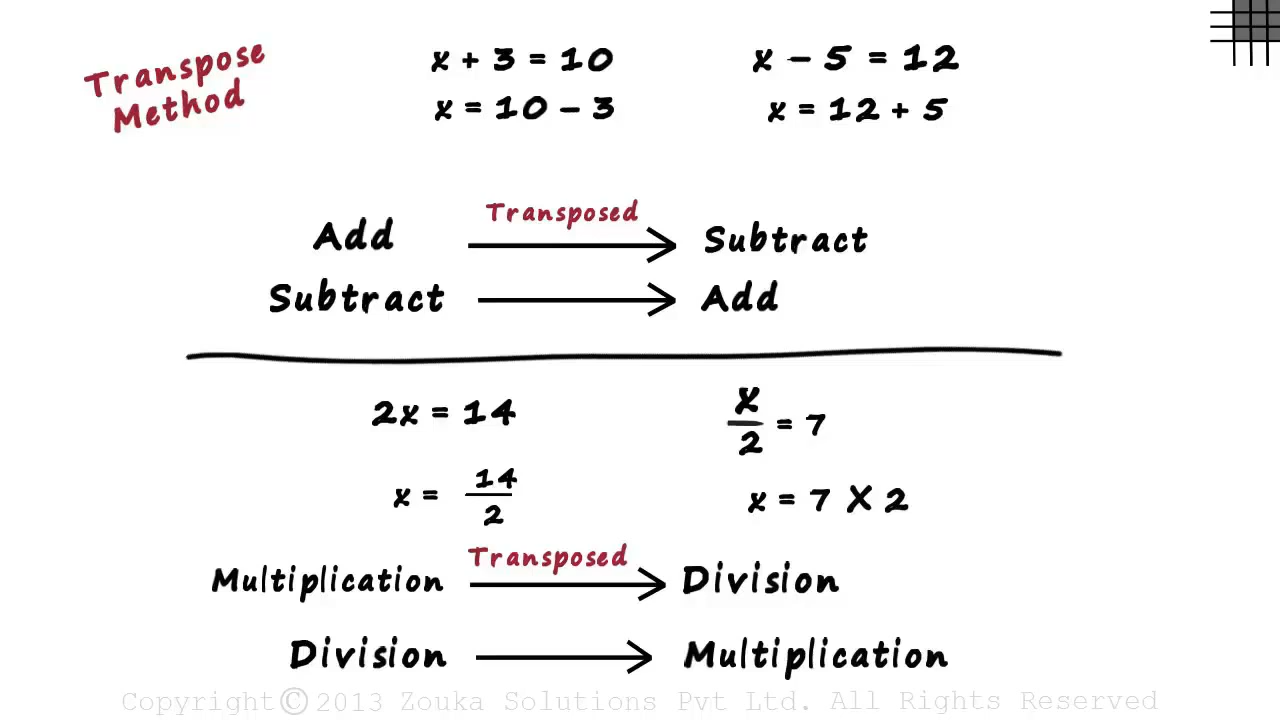 Transpose
Method
x + 3 = 10
x = 10 – 3
x – 5 = 12
x = 12 + 5
Add Transposed Subtract
Subtract Add
2x = 14
x = 14/2
x/2 = 7
x = 7 X 2
Multiplication Transposed Division
Division Multiplication
Copyright© 2013 Zouka Solutions Pvt Ltd. All Rights Reserved